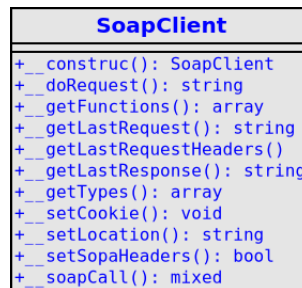 SoapClient
+__construc(): SoapClient
+__doRequest(): string
+__getFunctions(): array
+__getLastRequest(): string
+__getLastRequestHeaders()
+__getLastResponse(): string
+__getTypes(): array
+__setCookie(): void
+__setLocation(): string
+__setSopaHeaders(): bool
+__soapCall(): mixed